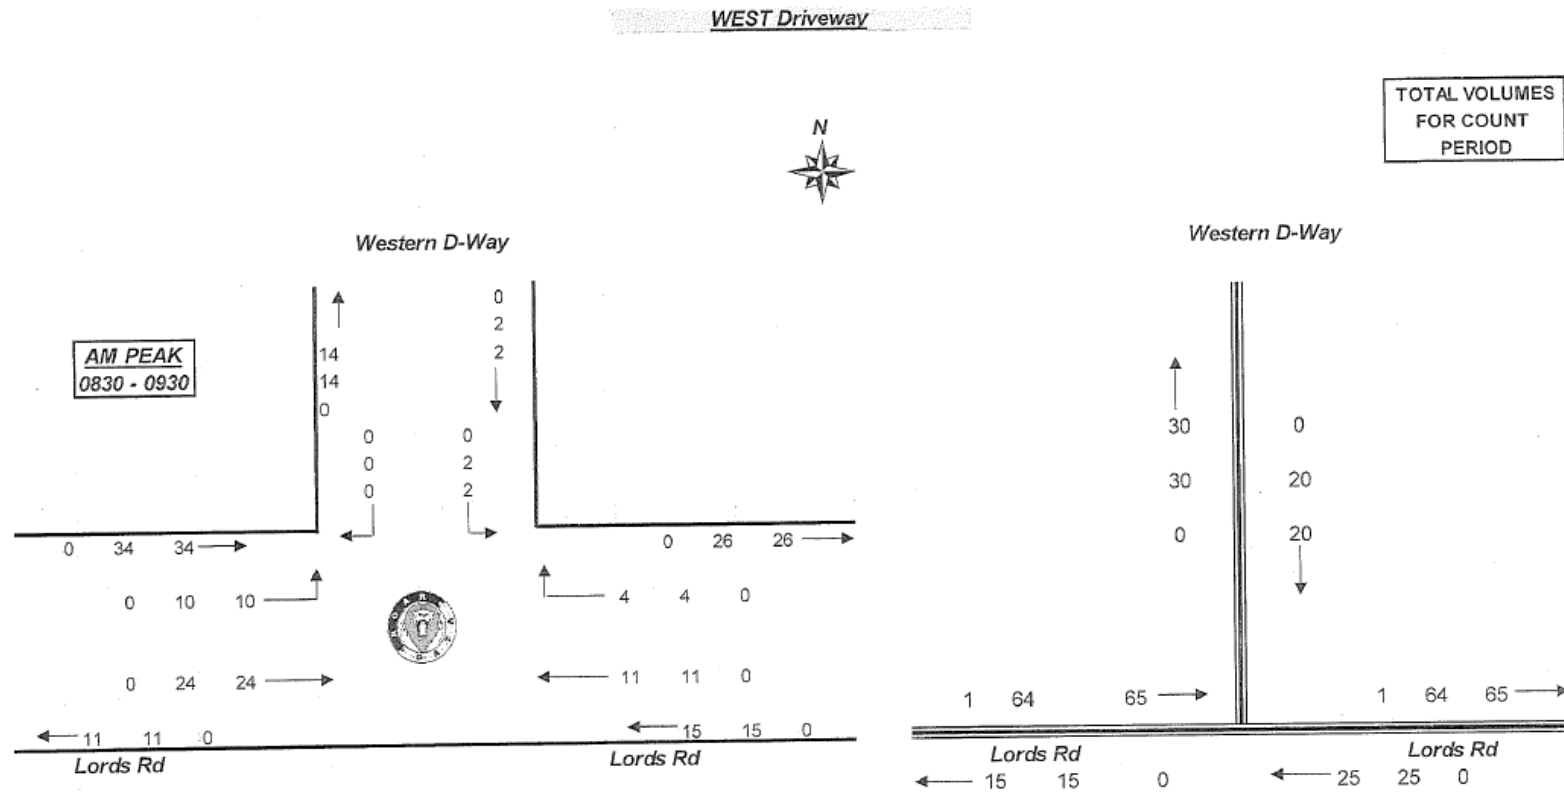 WEST Driveway
TOTAL VOLUMES
FOR COUNT
PERIOD
N
Western D-Way
Western D-Way
AM PEAK
0830 - 0930
0
2
2
14
14
0
0 0
0 2
0 2
0 34 34
0 26 26
0 10 10
4 4 0
0 24 24
11 11 0
11 11 0
15 15 0
Lords Rd
Lords Rd
30 0
30 20
0 20
1 64 65
1 64 65
Lords Rd
Lords Rd
15 15 0
25 25 0